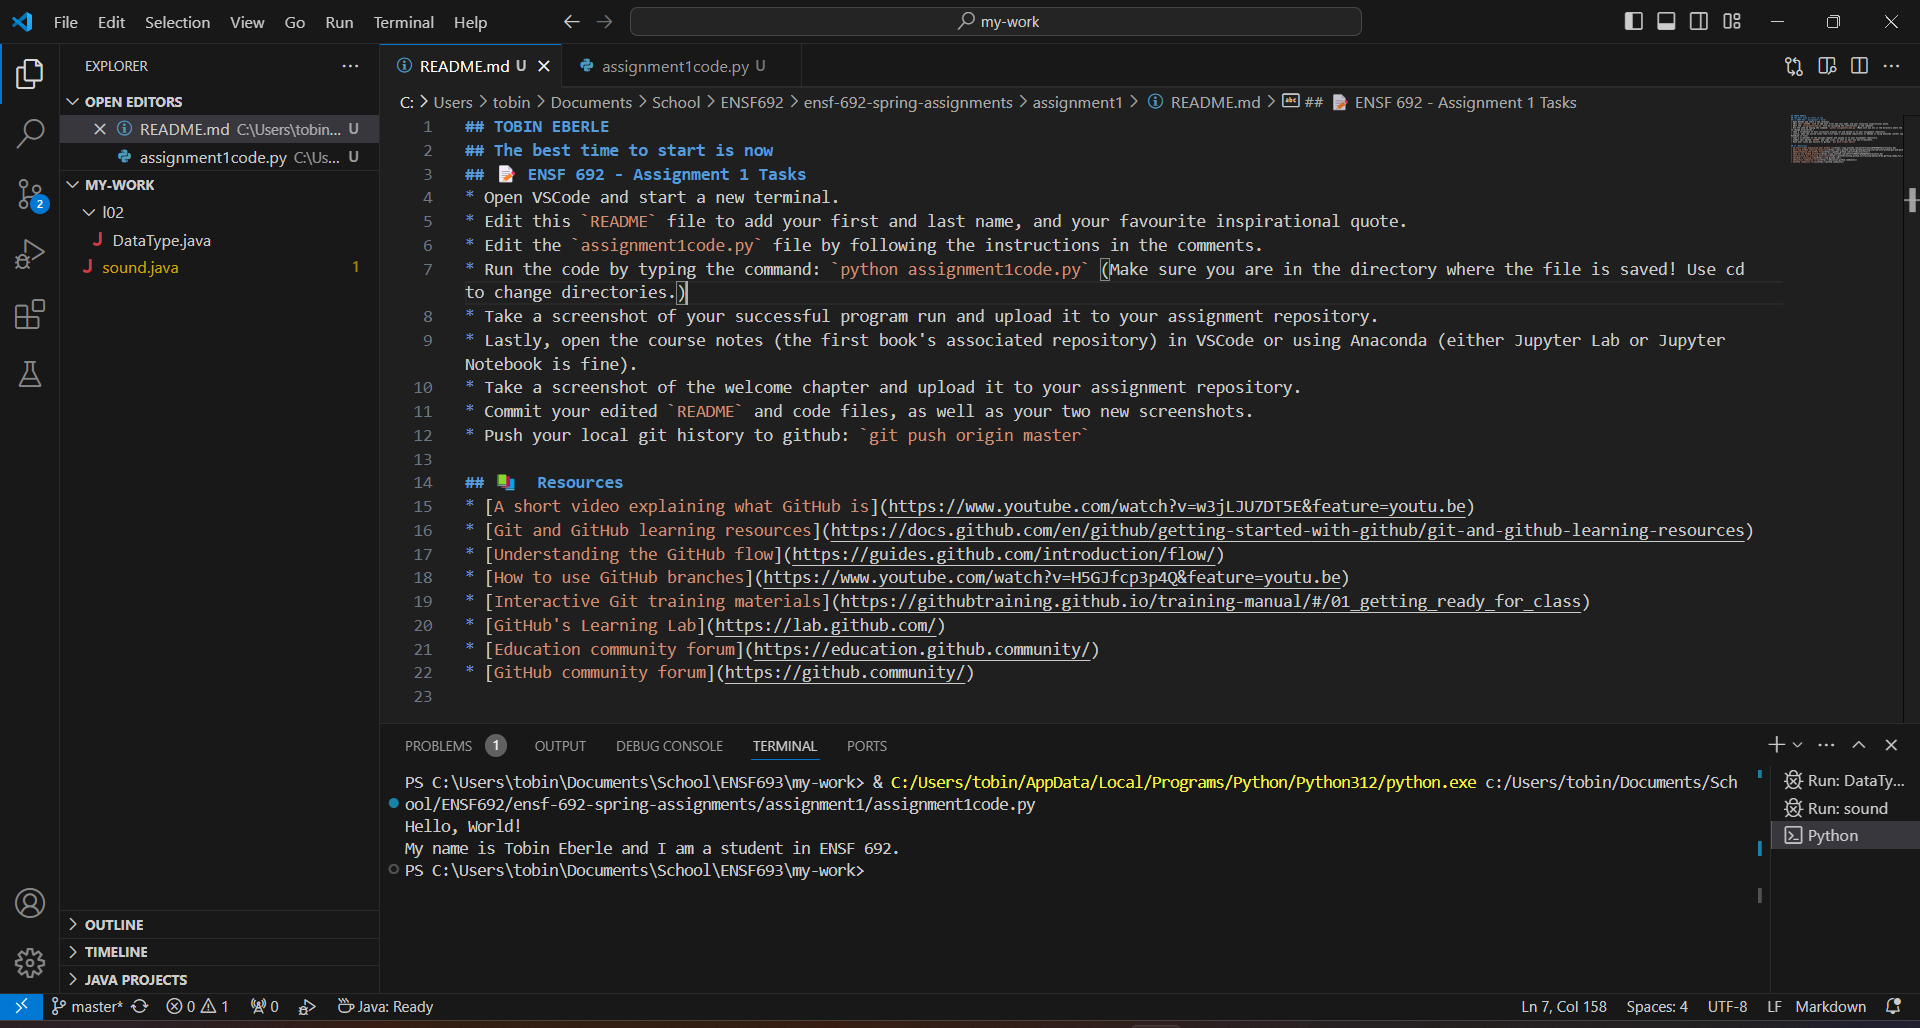 File Edit Selection View Go Run Terminal Help
my-work
EXPLORER
OPEN EDITORS
README.md C:\Users\tobin... U
assignment1code.py C:\Us... U
MY-WORK
l02
DataType.java
sound.java 1
2
OUTLINE
TIMELINE
JAVA PROJECTS
README.md U
assignment1code.py U
C: > Users > tobin > Documents > School > ENSF692 > ensf-692-spring-assignments > assignment1 > README.md > ## 📝 ENSF 692 - Assignment 1 Tasks
1 ## TOBIN EBERLE
2 ## The best time to start is now
3 ## 📝 ENSF 692 - Assignment 1 Tasks
4 * Open VSCode and start a new terminal.
5 * Edit this `README` file to add your first and last name, and your favourite inspirational quote.
6 * Edit the `assignment1code.py` file by following the instructions in the comments.
7 * Run the code by typing the command: `python assignment1code.py` (Make sure you are in the directory where the file is saved! Use cd
to change directories.)
8 * Take a screenshot of your successful program run and upload it to your assignment repository.
9 * Lastly, open the course notes (the first book's associated repository) in VSCode or using Anaconda (either Jupyter Lab or Jupyter
Notebook is fine).
10 * Take a screenshot of the welcome chapter and upload it to your assignment repository.
11 * Commit your edited `README` and code files, as well as your two new screenshots.
12 * Push your local git history to github: `git push origin master`
13
14 ## 📚 Resources
15 * [A short video explaining what GitHub is](https://www.youtube.com/watch?v=w3jLJU7DT5E&feature=youtu.be)
16 * [Git and GitHub learning resources](https://docs.github.com/en/github/getting-started-with-github/git-and-github-learning-resources)
17 * [Understanding the GitHub flow](https://guides.github.com/introduction/flow/)
18 * [How to use GitHub branches](https://www.youtube.com/watch?v=H5GJfcp3p4Q&feature=youtu.be)
19 * [Interactive Git training materials](https://githubtraining.github.io/training-manual/#/01_getting_ready_for_class)
20 * [GitHub's Learning Lab](https://lab.github.com/)
21 * [Education community forum](https://education.github.community/)
22 * [GitHub community forum](https://github.community/)
23
PROBLEMS 1 OUTPUT DEBUG CONSOLE TERMINAL PORTS
PS C:\Users\tobin\Documents\School\ENSF693\my-work> & C:/Users/tobin/AppData/Local/Programs/Python/Python312/python.exe c:/Users/tobin/Documents/Sch
ool/ENSF692/ensf-692-spring-assignments/assignment1/assignment1code.py
Hello, World!
My name is Tobin Eberle and I am a student in ENSF 692.
PS C:\Users\tobin\Documents\School\ENSF693\my-work>
Run: DataTy...
Run: sound
Python
master* 0 1 0 Java: Ready
Ln 7, Col 158 Spaces: 4 UTF-8 LF Markdown